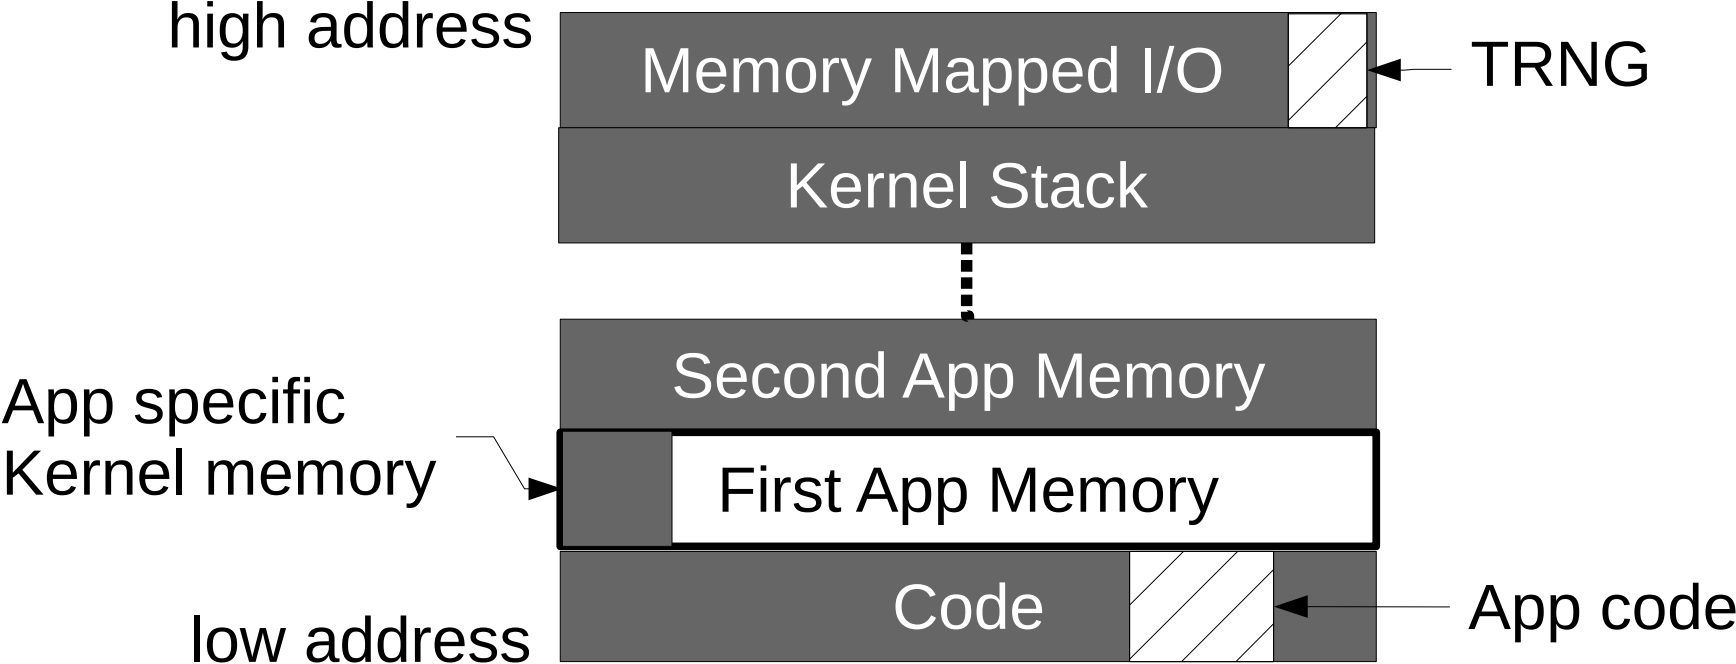 high address
Memory Mapped I/O
TRNG
Kernel Stack
Second App Memory
App specific
Kernel memory
First App Memory
Code
App code
low address